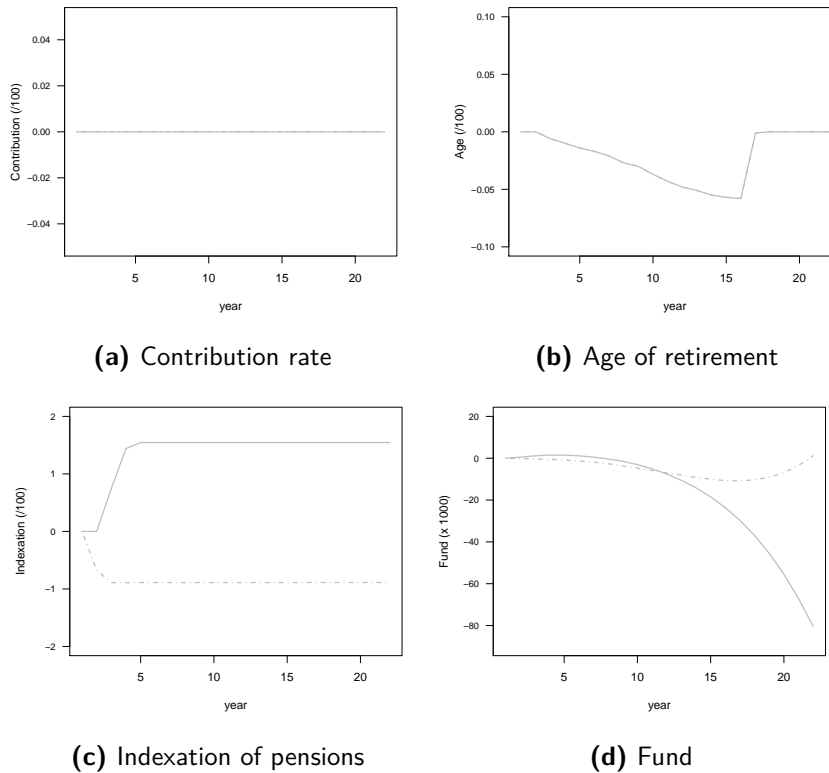 Contribution (/100)
0.04
0.02
0.00
−0.02
−0.04
5 10 15 20
year
(a) Contribution rate
Age (/100)
0.10
0.05
0.00
−0.05
−0.10
5 10 15 20
year
(b) Age of retirement
Indexation (/100)
2
1
0
−1
−2
5 10 15 20
year
(c) Indexation of pensions
Fund (x 1000)
20
0
−20
−40
−60
−80
5 10 15 20
year
(d) Fund